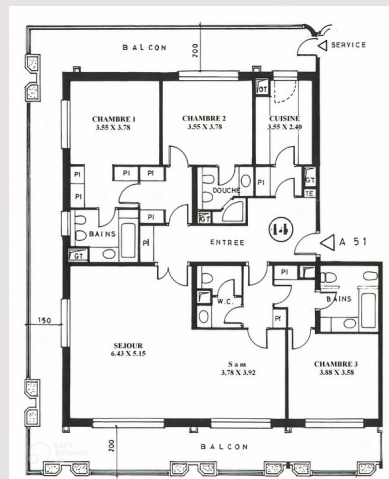 BALCON
200
SERVICE
CHAMBRE 1
3.55 X 3.78
CHAMBRE 2
3.55 X 3.78
CUISINE
3.55 X 2.40
GT
GT
PI
PI
PI
PI
PI
PI
TE
DOUCHE
GT
BAINS
GT
PI
ENTREE
44
A 51
PI
W.C.
PI
BAINS
150
SEJOUR
6.43 X 5.15
S a m
3.78 X 3.92
CHAMBRE 3
3.88 X 3.58
200
BALCON